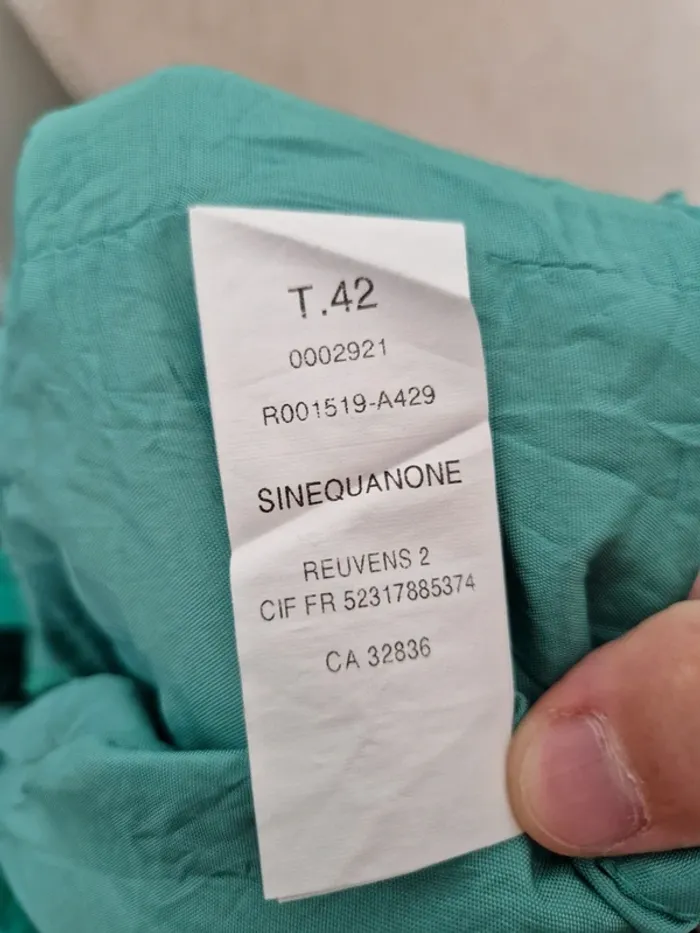 T.42
0002921
R001519-A429
SINEQUANONE
REUVENS 2
CIF FR 52317885374
CA 32836